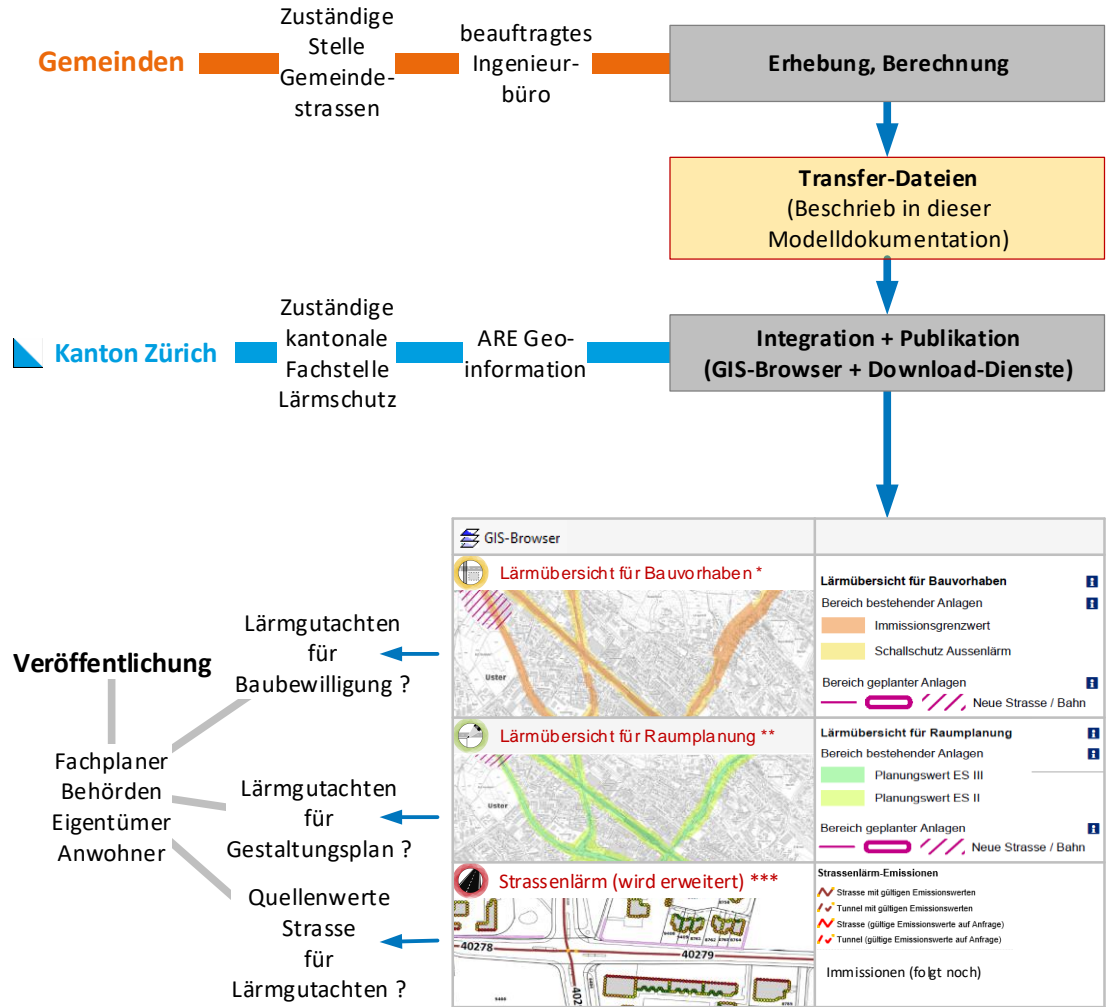 Gemeinden
Zuständige
Stelle
Gemeinde-
strassen
beauftragtes
Ingenieur-
büro
Erhebung, Berechnung
Transfer-Dateien
(Beschrieb in dieser
Modelldokumentation)
Kanton Zürich
Zuständige
kantonale
Fachstelle
Lärmschutz
ARE Geo-
information
Integration + Publikation
(GIS-Browser + Download-Dienste)
GIS-Browser
Lärmübersicht für Bauvorhaben *
Uster
Lärmübersicht für Bauvorhaben
Bereich bestehender Anlagen
Immissionsgrenzwert
Schallschutz Aussenlärm
Bereich geplanter Anlagen
Neue Strasse / Bahn
Lärmübersicht für Raumplanung **
Uster
Lärmübersicht für Raumplanung
Bereich bestehender Anlagen
Planungswert ES III
Planungswert ES II
Bereich geplanter Anlagen
Neue Strasse / Bahn
Strassenlärm (wird erweitert) ***
40278
40279
402
Strassenlärm-Emissionen
Strasse mit gültigen Emissionswerten
Tunnel mit gültigen Emissionswerten
Strasse (gültige Emissionswerte auf Anfrage)
Tunnel (gültige Emissionswerte auf Anfrage)
Immissionen (folgt noch)
Veröffentlichung
Fachplaner
Behörden
Eigentümer
Anwohner
Lärmgutachten
für
Baubewilligung ?
Lärmgutachten
für
Gestaltungsplan ?
Quellenwerte
Strasse
für
Lärmgutachten ?